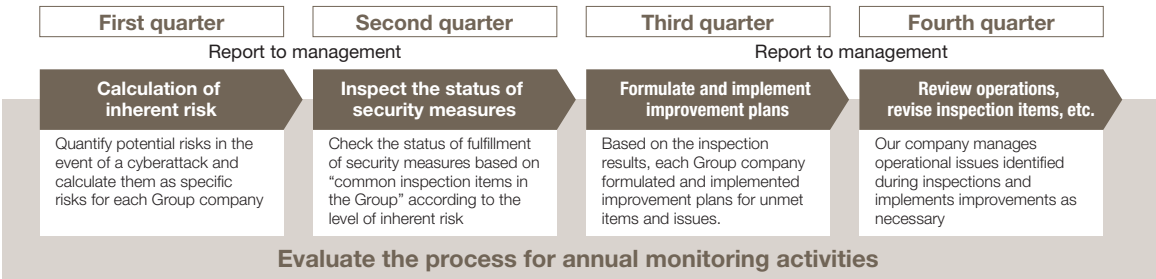 First quarter
Second quarter
Third quarter
Fourth quarter
Report to management
Report to management
Calculation of
inherent risk
Quantify potential risks in the
event of a cyberattack and
calculate them as specific
risks for each Group company
Inspect the status of
security measures
Check the status of fulfillment
of security measures based on
“common inspection items in
the Group” according to the
level of inherent risk
Formulate and implement
improvement plans
Based on the inspection
results, each Group company
formulated and implemented
improvement plans for unmet
items and issues.
Review operations,
revise inspection items, etc.
Our company manages
operational issues identified
during inspections and
implements improvements as
necessary
Evaluate the process for annual monitoring activities